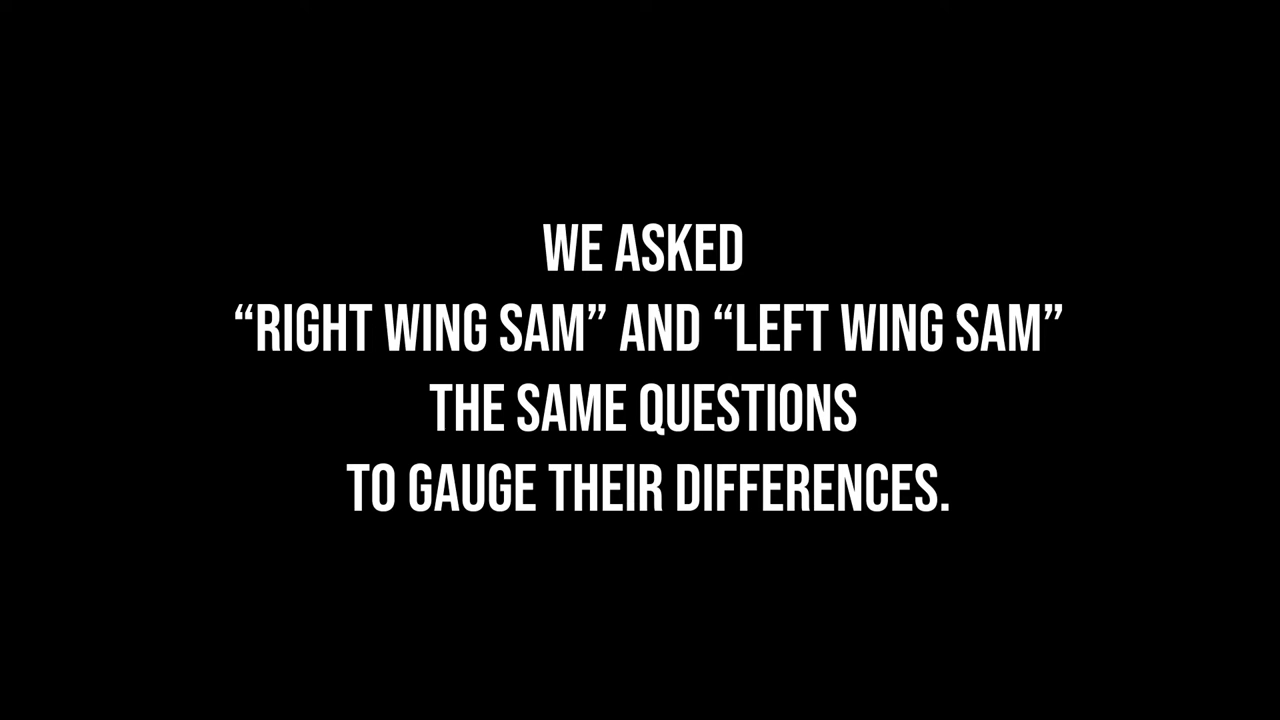 WE ASKED
“RIGHT WING SAM” AND “LEFT WING SAM”
THE SAME QUESTIONS
TO GAUGE THEIR DIFFERENCES.